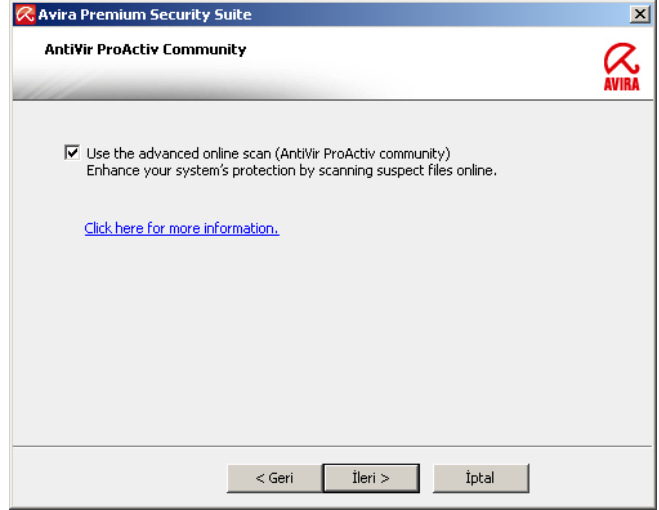 Avira Premium Security Suite
AntiVir ProActiv Community
AVIRA
Use the advanced online scan (AntiVir ProActiv community)
Enhance your system's protection by scanning suspect files online.
Click here for more information.
< Geri
İleri >
İptal